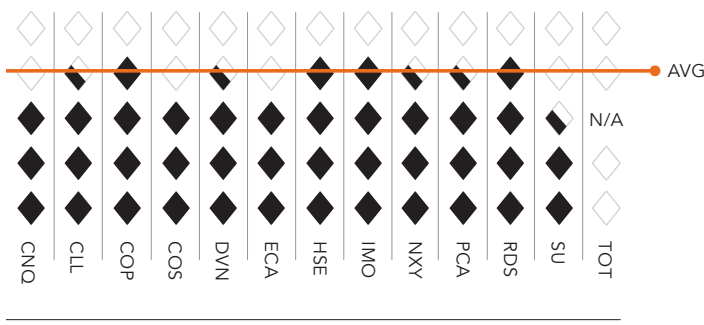 AVG
N/A
CNQ
CLL
COP
COS
DVN
ECA
HSE
IMO
NXY
PCA
RDS
SU
TOT